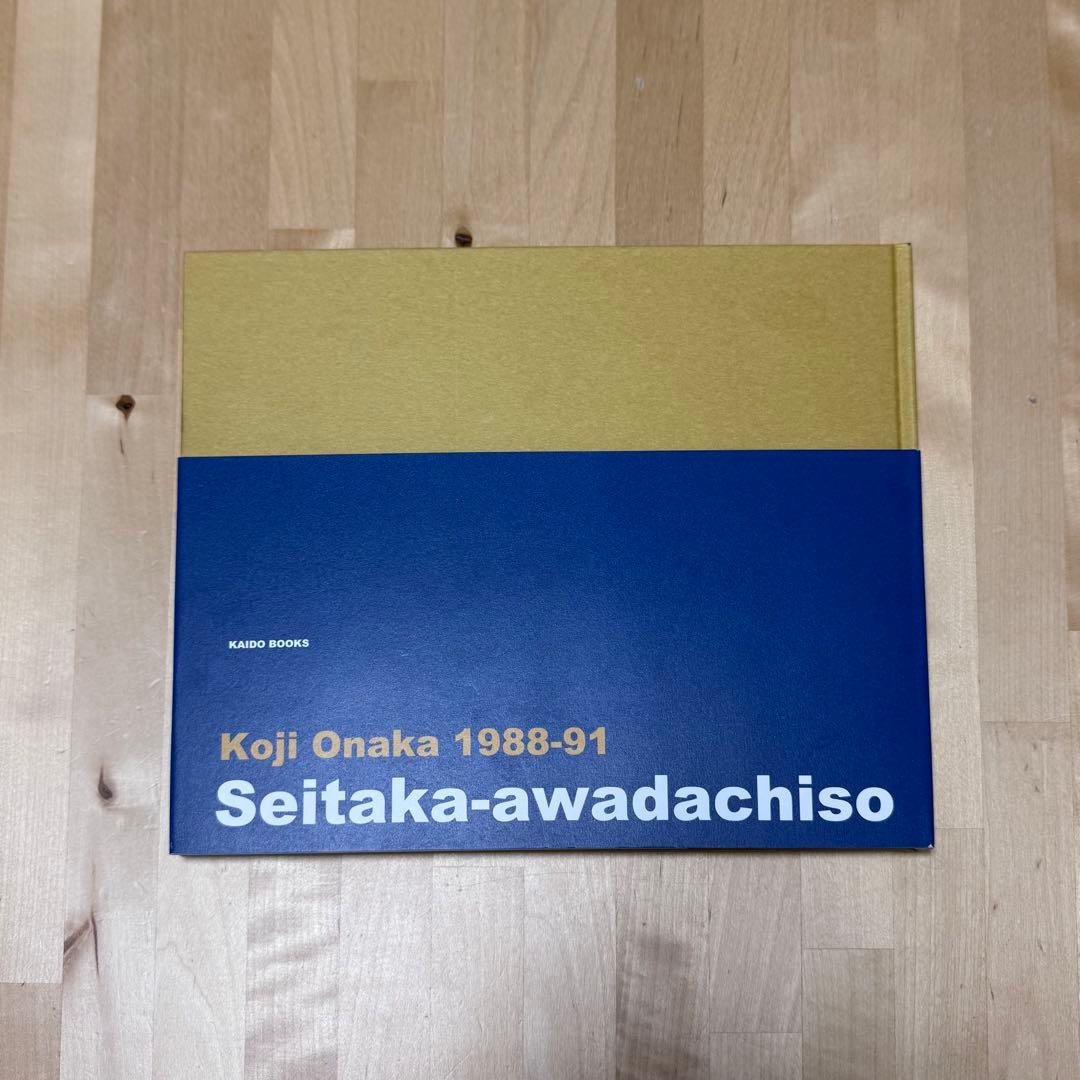 KAIDO BOOKS
Koji Onaka 1988-91
Seitaka-awadachiso